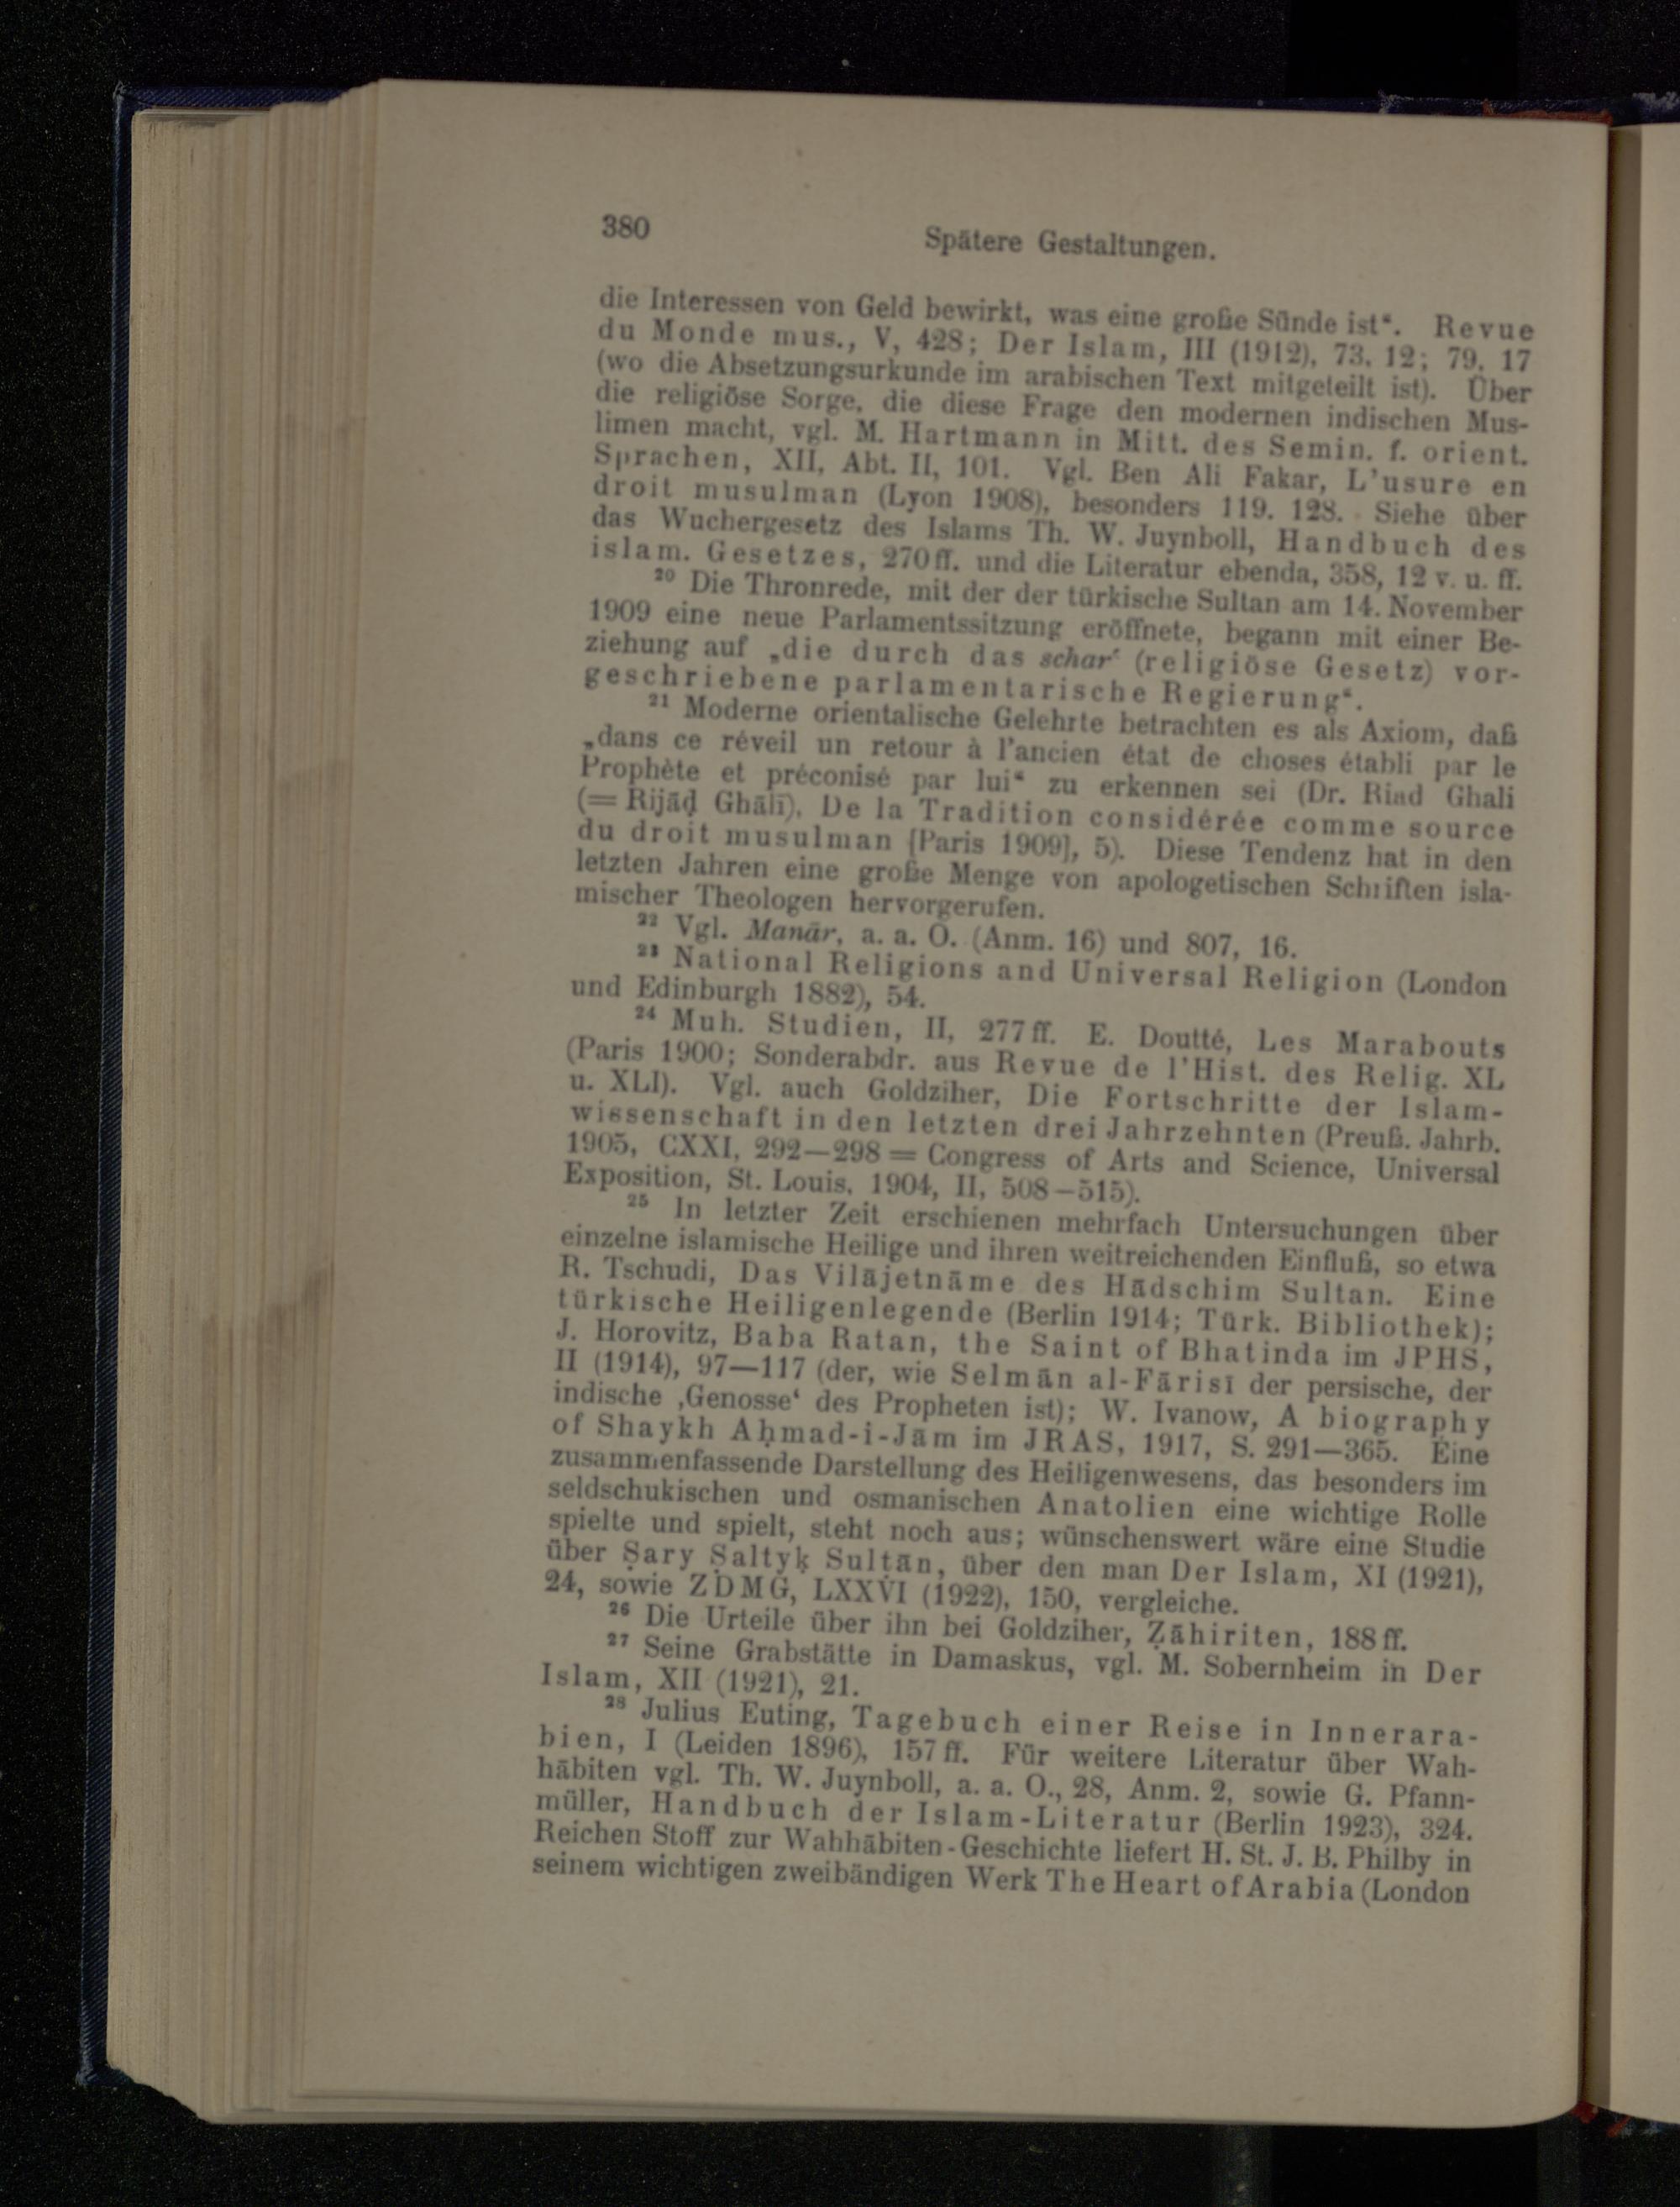 380
Spätere Gestaltungen.
die Interessen von Geld bewirkt, was eine große Sünde ist“. Revue
du Monde mus., V, 428; Der Islam, III (1912), 73, 12; 79, 17
(wo die Absetzungsurkunde im arabischen Text mitgeteilt ist). Über
die religiöse Sorge, die diese Frage den modernen indischen Mus-
limen macht, vgl. M. Hartmann in Mitt. des Semin. f. orient.
Sprachen, XII, Abt. II, 101. Vgl. Ben Ali Fakar, L'usure en
droit musulman (Lyon 1908), besonders 119. 128. Siehe über
das Wuchergesetz des Islams Th. W. Juynboll, Handbuch des
islam. Gesetzes, 270 ff. und die Literatur ebenda, 358, 12 v. u. ff.
²⁰ Die Thronrede, mit der der türkische Sultan am 14. November
1909 eine neue Parlamentssitzung eröffnete, begann mit einer Be-
ziehung auf „die durch das schar‘ (religiöse Gesetz) vor-
geschriebene parlamentarische Regierung“.
²¹ Moderne orientalische Gelehrte betrachten es als Axiom, daß
„dans ce réveil un retour à l'ancien état de choses établi par le
Prophète et préconisé par lui“ zu erkennen sei (Dr. Riad Ghali
(= Rijāḍ Ghālī), De la Tradition considérée comme source
du droit musulman [Paris 1909], 5). Diese Tendenz hat in den
letzten Jahren eine große Menge von apologetischen Schriften isla-
mischer Theologen hervorgerufen.
²² Vgl. Manār, a. a. O. (Anm. 16) und 807, 16.
²³ National Religions and Universal Religion (London
und Edinburgh 1882), 54.
²⁴ Muh. Studien, II, 277 ff. E. Doutté, Les Marabouts
(Paris 1900; Sonderabdr. aus Revue de l'Hist. des Relig. XL
u. XLI). Vgl. auch Goldziher, Die Fortschritte der Islam-
wissenschaft in den letzten drei Jahrzehnten (Preuß. Jahrb.
1905, CXXI, 292—298 = Congress of Arts and Science, Universal
Exposition, St. Louis, 1904, II, 508–515).
²⁵ In letzter Zeit erschienen mehrfach Untersuchungen über
einzelne islamische Heilige und ihren weitreichenden Einfluß, so etwa
R. Tschudi, Das Vilājetnāme des Hādschim Sultan. Eine
türkische Heiligenlegende (Berlin 1914; Türk. Bibliothek);
J. Horovitz, Baba Ratan, the Saint of Bhatinda im JPHS,
II (1914), 97—117 (der, wie Selmān al-Fārisī der persische, der
indische ‚Genosse‘ des Propheten ist); W. Ivanow, A biography
of Shaykh Aḥmad-i-Jām im JRAS, 1917, S. 291—365. Eine
zusammenfassende Darstellung des Heiligenwesens, das besonders im
seldschukischen und osmanischen Anatolien eine wichtige Rolle
spielte und spielt, steht noch aus; wünschenswert wäre eine Studie
über Ṣary Ṣaltyḳ Sulṭān, über den man Der Islam, XI (1921),
24, sowie ZDMG, LXXVI (1922), 150, vergleiche.
²⁶ Die Urteile über ihn bei Goldziher, Ẓāhiriten, 188 ff.
²⁷ Seine Grabstätte in Damaskus, vgl. M. Sobernheim in Der
Islam, XII (1921), 21.
²⁸ Julius Euting, Tagebuch einer Reise in Innerara-
bien, I (Leiden 1896), 157 ff. Für weitere Literatur über Wah-
hābiten vgl. Th. W. Juynboll, a. a. O., 28, Anm. 2, sowie G. Pfann-
müller, Handbuch der Islam-Literatur (Berlin 1923), 324.
Reichen Stoff zur Wahhābiten-Geschichte liefert H. St. J. B. Philby in
seinem wichtigen zweibändigen Werk The Heart of Arabia (London